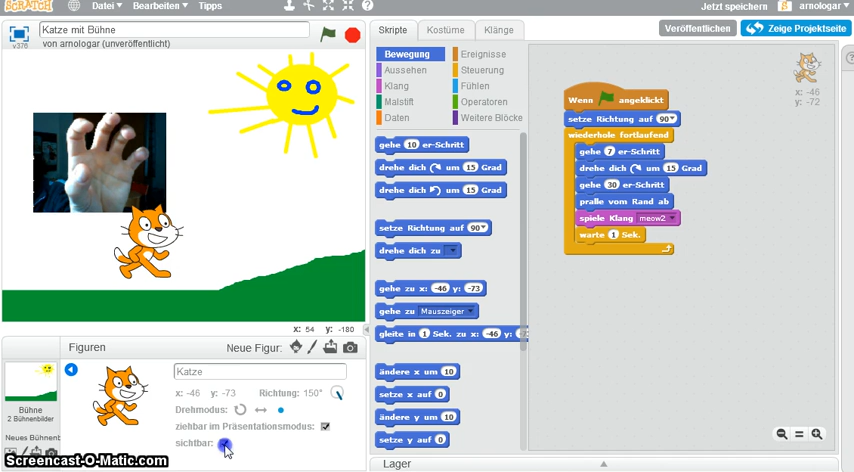 SCRATCH Datei▾ Bearbeiten▾ Tipps Jetzt speichern arnologar▾
v376 Katze mit Bühne
von arnologar (unveröffentlicht)
Skripte Kostüme Klänge
Veröffentlichen Zeige Projektseite
Bewegung Ereignisse
Aussehen Steuerung
Klang Fühlen
Malstift Operatoren
Daten Weitere Blöcke
gehe 10 er-Schritt
drehe dich um 15 Grad
drehe dich um 15 Grad
setze Richtung auf 90▾
drehe dich zu
gehe zu x: -46 y: -73
gehe zu Mauszeiger
gleite in 1 Sek. zu x: -46 y: -73
ändere x um 10
setze x auf 0
ändere y um 10
setze y auf 0
Wenn angeklickt
setze Richtung auf 90▾
wiederhole fortlaufend
gehe 7 er-Schritt
drehe dich um 15 Grad
gehe 30 er-Schritt
pralle vom Rand ab
spiele Klang meow2
warte 1 Sek.
x: -46
y: -72
x: 54 y: -180
Figuren Neue Figur:
Bühne
2 Bühnenbilder
Neues Bühnenb
Katze
x: -46 y: -73 Richtung: 150°
Drehmodus:
ziehbar im Präsentationsmodus:
sichtbar:
Lager
Screencast-O-Matic.com